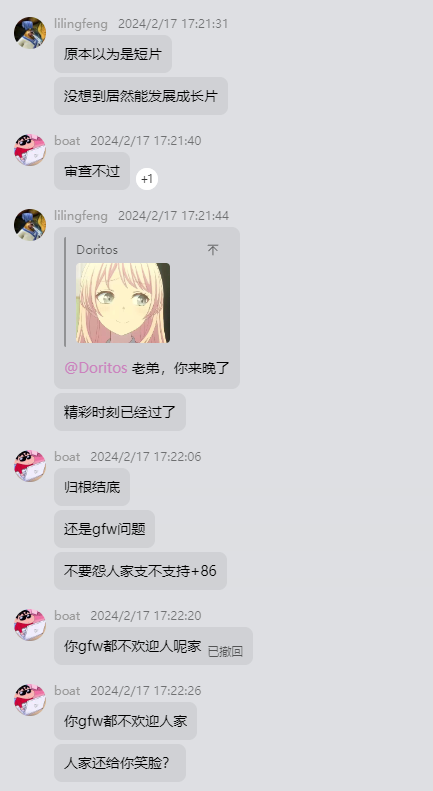 lilingfeng 2024/2/17 17:21:31
原本以为是短片
没想到居然能发展成长片
boat 2024/2/17 17:21:40
审查不过 +1
lilingfeng 2024/2/17 17:21:44
Doritos
@Doritos 老弟，你来晚了
精彩时刻已经过了
boat 2024/2/17 17:22:06
归根结底
还是gfw问题
不要怨人家支不支持+86
boat 2024/2/17 17:22:20
你gfw都不欢迎人呢家 已撤回
boat 2024/2/17 17:22:26
你gfw都不欢迎人家
人家还给你笑脸？